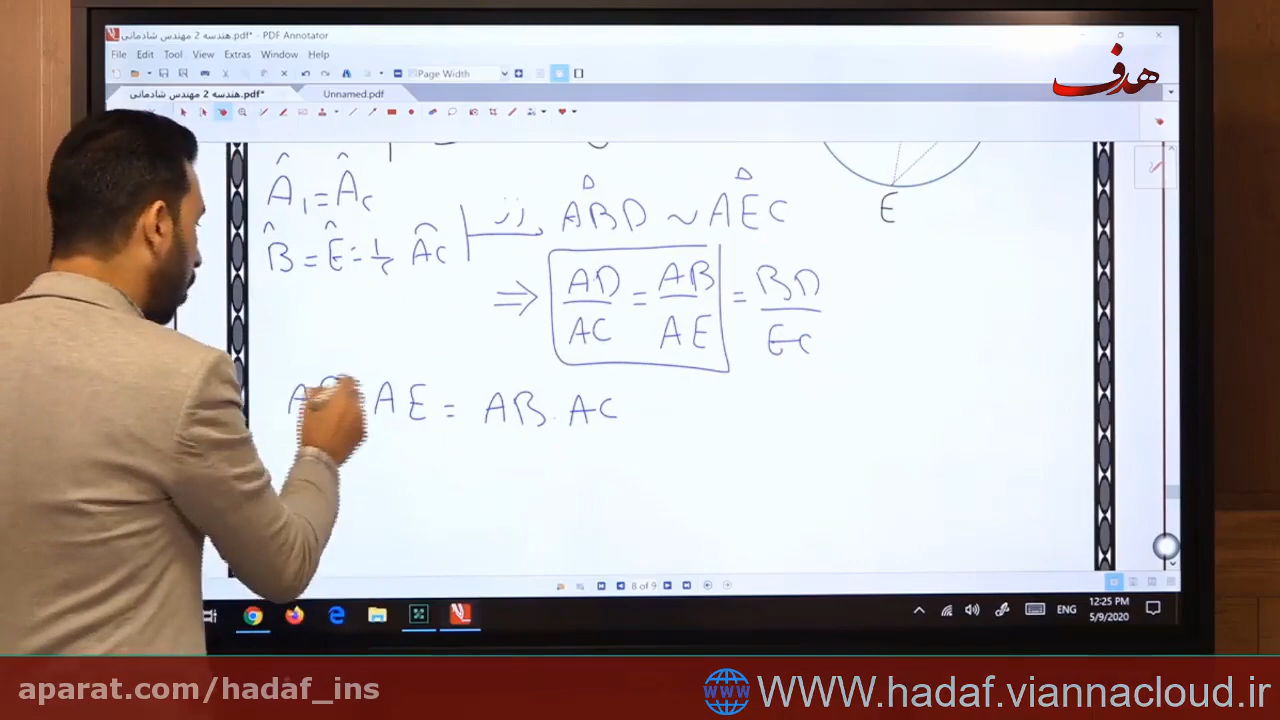 هندسه 2 مهندس شادمانی.pdf* - PDF Annotator
File Edit Tool View Extras Window Help
Page Width
هدف
هندسه 2 مهندس شادمانی.pdf* Unnamed.pdf
Â₁ = Â₂
B̂ = Ê = ½ A͡C
زز
ABD ~ AEC
E
⇒ AD/AC = AB/AE = BD/EC
AE = AB . AC
8 of 9
ENG
12:25 PM
5/9/2020
aparat.com/hadaf_ins
WWW.hadaf.viannacloud.ir